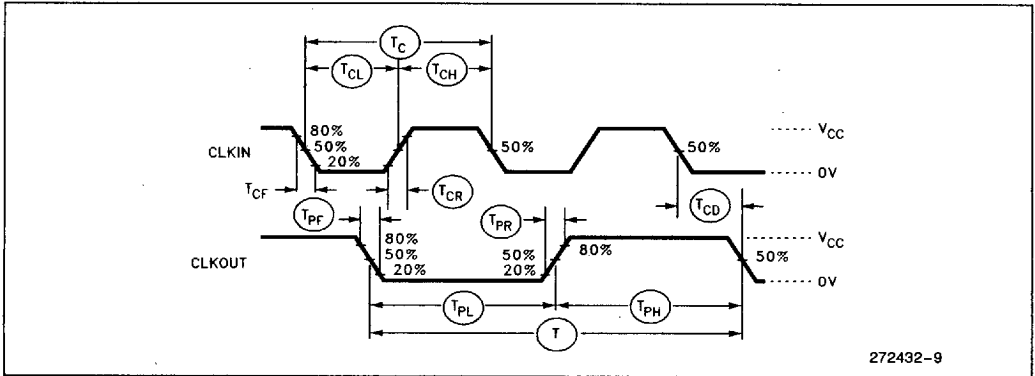 T_C
T_CL T_CH
80%
50%
20%
50%
50%
CLKIN
V_CC
0V
T_CF
T_CR
T_CD
T_PF
T_PR
80%
50%
20%
50%
20%
80%
50%
CLKOUT
V_CC
0V
T_PL T_PH
T
272432-9